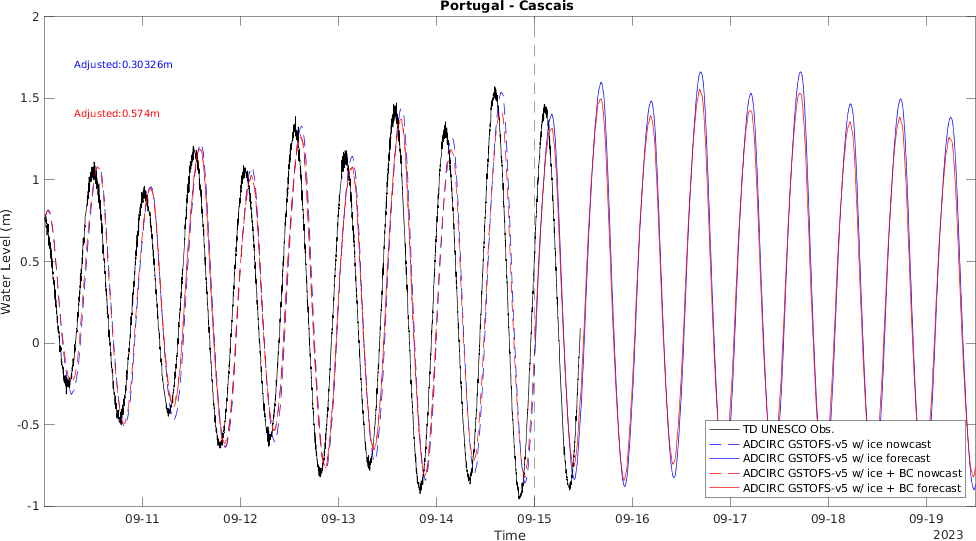 Portugal - Cascais
2
1.5
1
0.5
0
-0.5
-1
Water Level (m)
Adjusted:0.30326m
Adjusted:0.574m
TD UNESCO Obs.
ADCIRC GSTOFS-v5 w/ ice nowcast
ADCIRC GSTOFS-v5 w/ ice forecast
ADCIRC GSTOFS-v5 w/ ice + BC nowcast
ADCIRC GSTOFS-v5 w/ ice + BC forecast
09-11 09-12 09-13 09-14 09-15 09-16 09-17 09-18 09-19
Time
2023